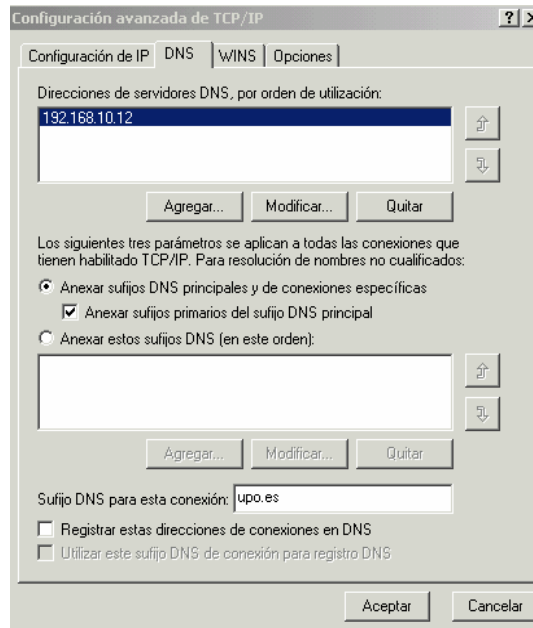 Configuración avanzada de TCP/IP
Configuración de IP DNS WINS Opciones
Direcciones de servidores DNS, por orden de utilización:
192.168.10.12
Agregar... Modificar... Quitar
Los siguientes tres parámetros se aplican a todas las conexiones que
tienen habilitado TCP/IP. Para resolución de nombres no cualificados:
Anexar sufijos DNS principales y de conexiones específicas
Anexar sufijos primarios del sufijo DNS principal
Anexar estos sufijos DNS (en este orden):
Agregar... Modificar... Quitar
Sufijo DNS para esta conexión: upo.es
Registrar estas direcciones de conexiones en DNS
Utilizar este sufijo DNS de conexión para registro DNS
Aceptar Cancelar